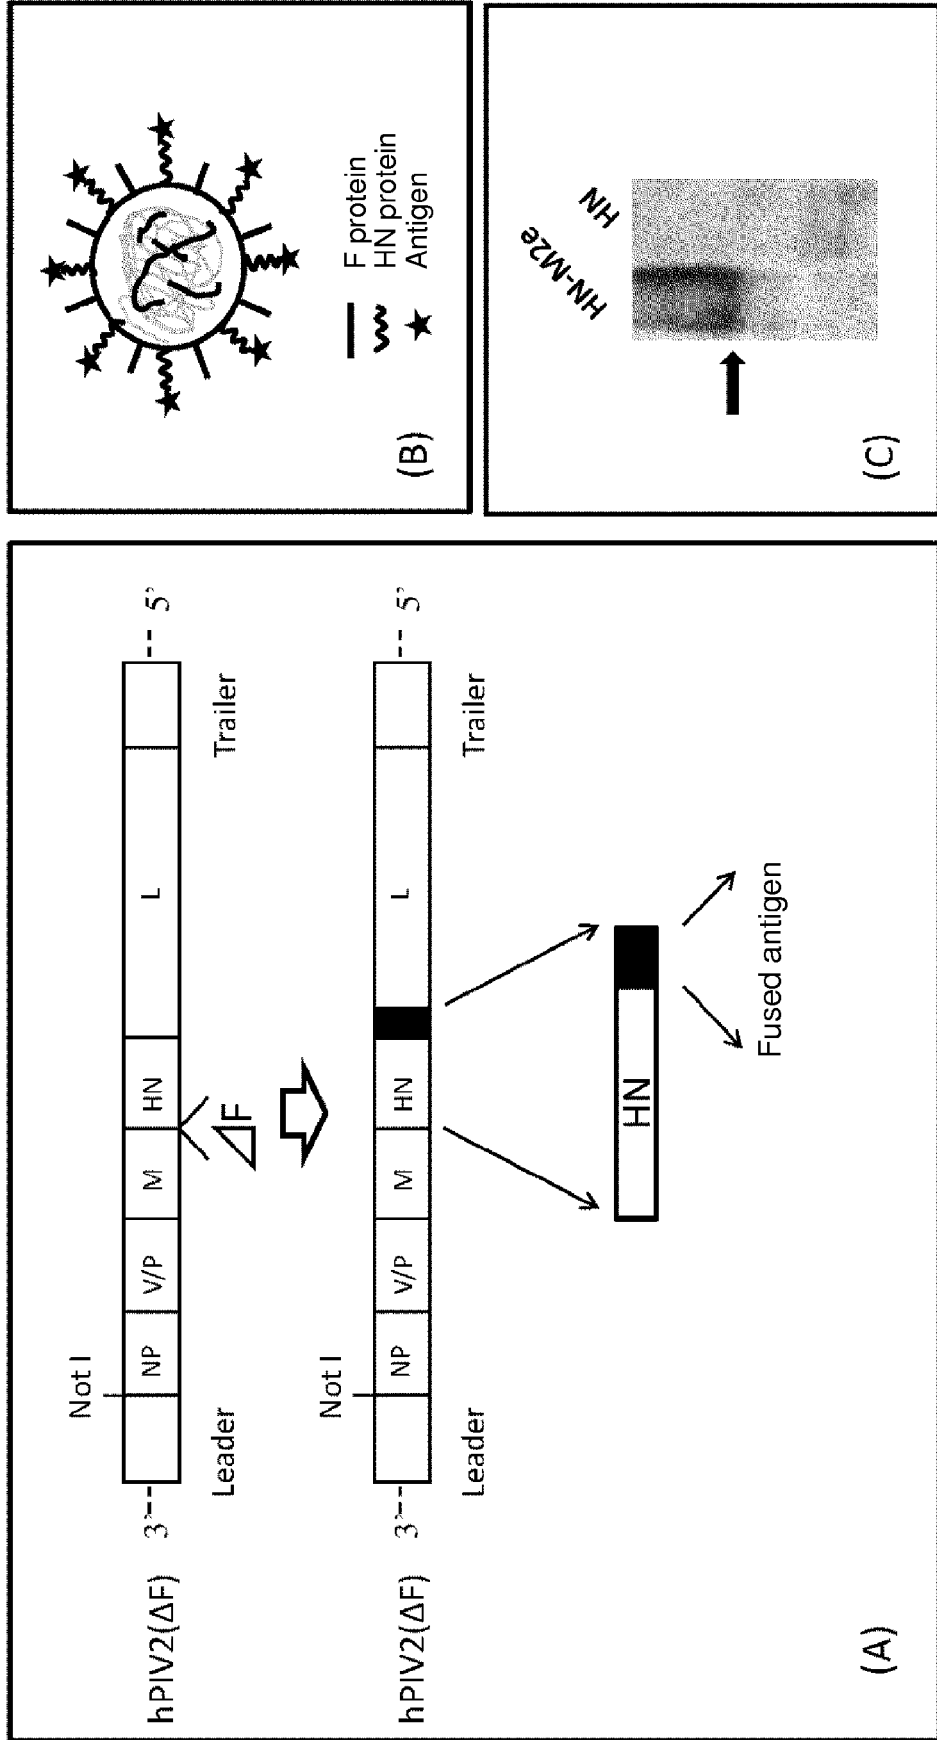 Not I
hPIV2(ΔF) 3'--- NP V/P M HN L --- 5'
Leader Trailer
ΔF
Not I
hPIV2(ΔF) 3'--- NP V/P M HN L --- 5'
Leader Trailer
HN
Fused antigen
(A)
F protein
HN protein
Antigen
(B)
HN-M2e
HN
(C)